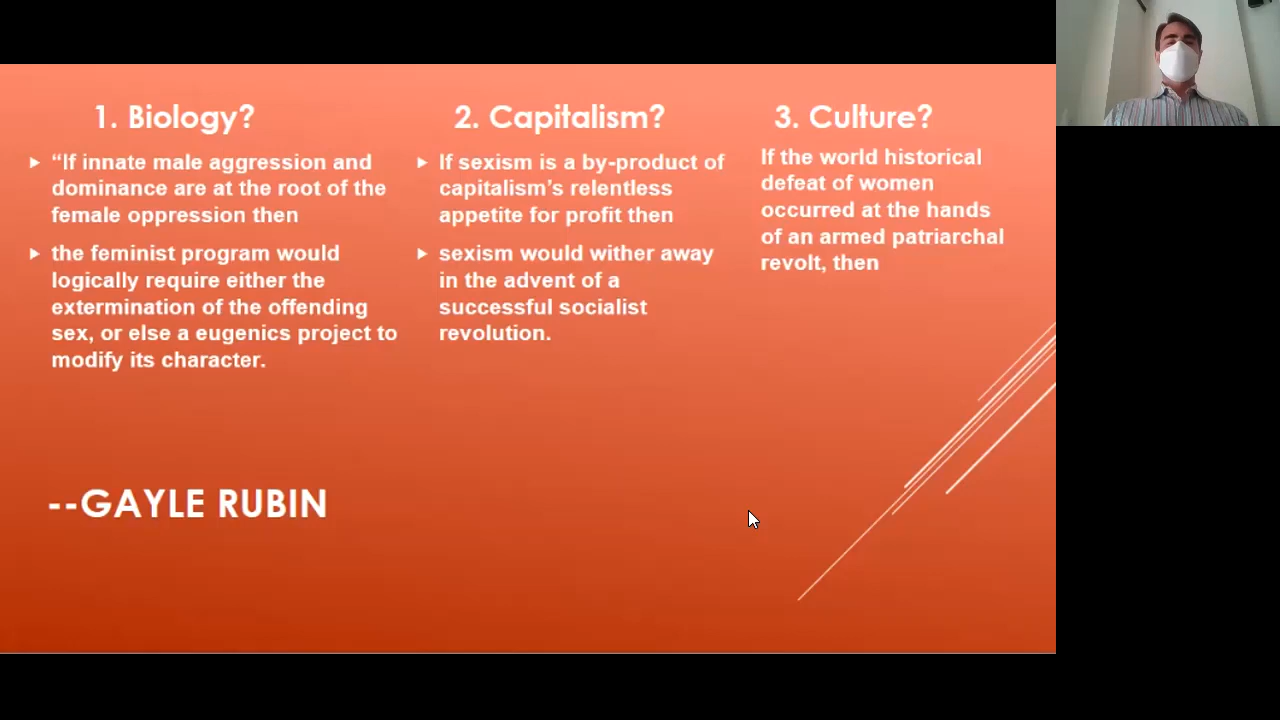 1. Biology?
“If innate male aggression and
dominance are at the root of the
female oppression then
the feminist program would
logically require either the
extermination of the offending
sex, or else a eugenics project to
modify its character.
2. Capitalism?
If sexism is a by-product of
capitalism’s relentless
appetite for profit then
sexism would wither away
in the advent of a
successful socialist
revolution.
3. Culture?
If the world historical
defeat of women
occurred at the hands
of an armed patriarchal
revolt, then
--GAYLE RUBIN